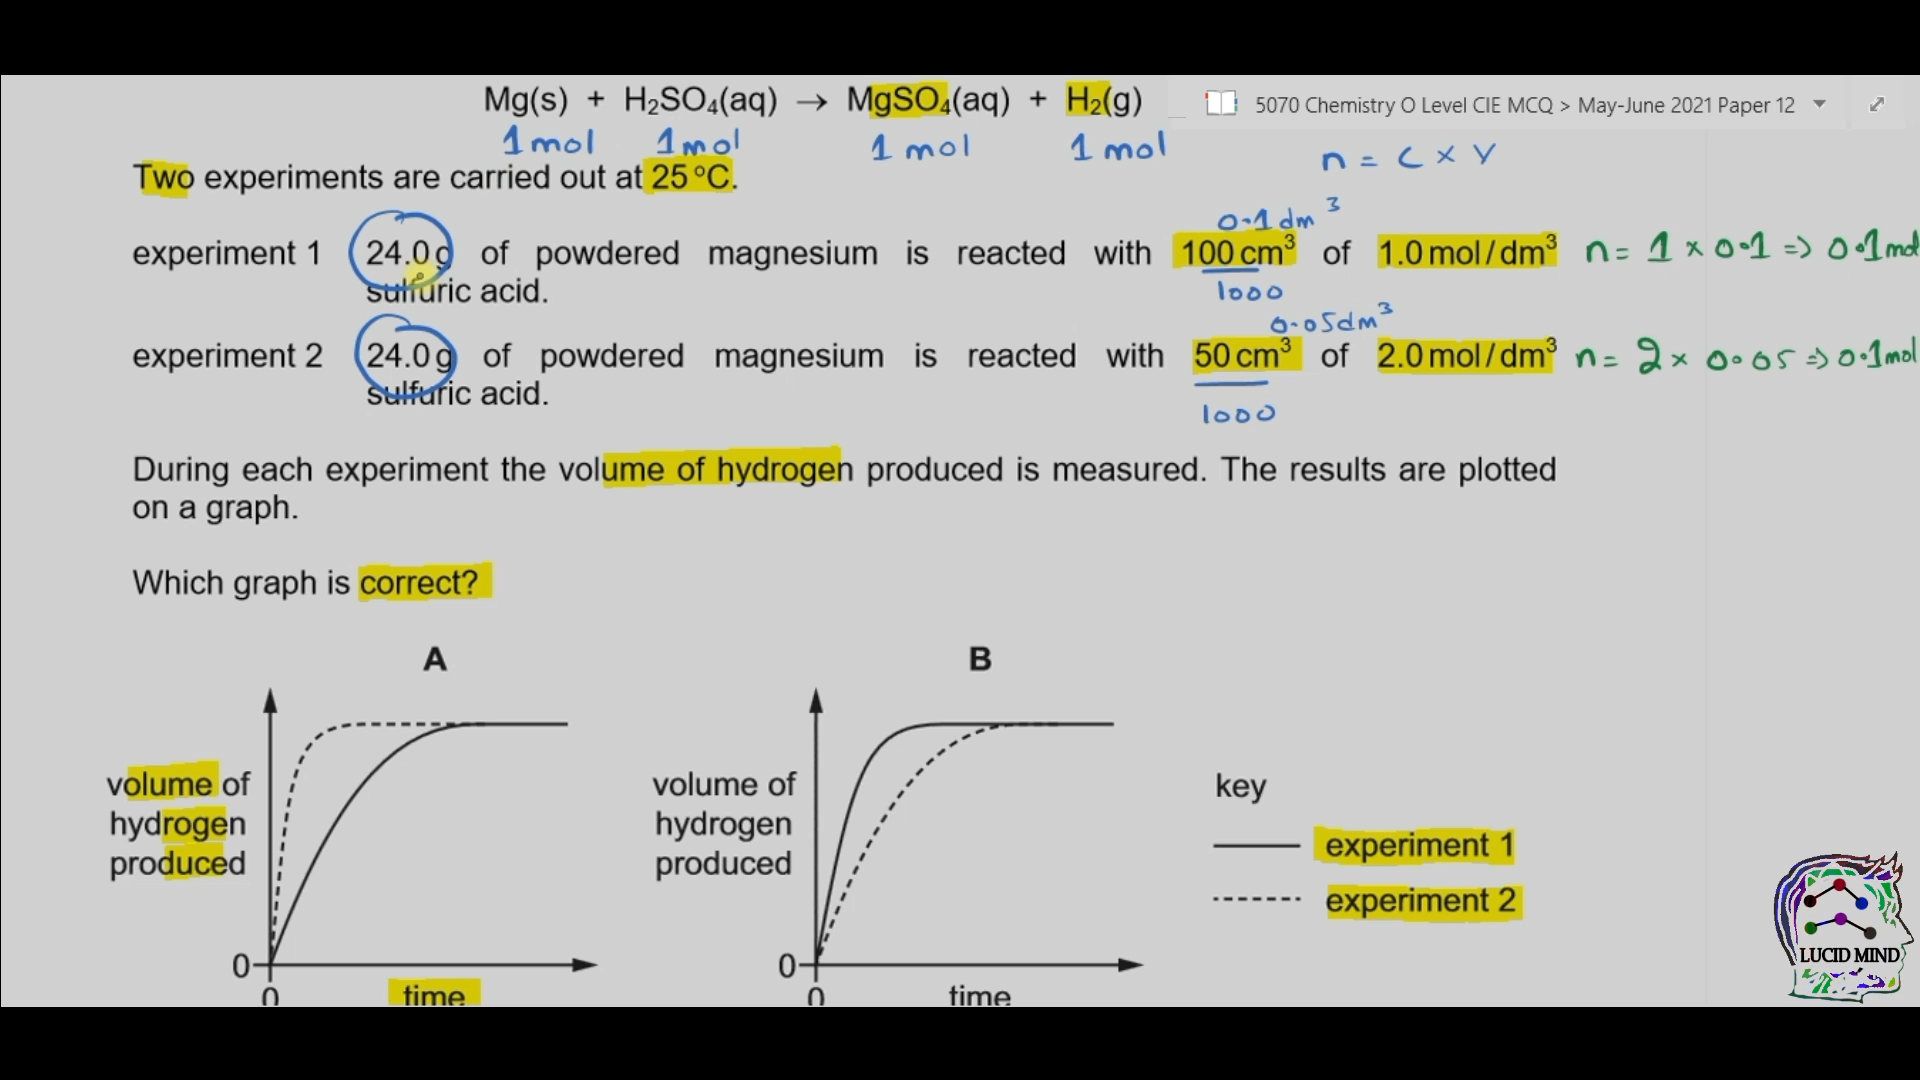 Mg(s) + H₂SO₄(aq) → MgSO₄(aq) + H₂(g)
5070 Chemistry O Level CIE MCQ > May-June 2021 Paper 12
1 mol 1 mol 1 mol 1 mol
n = C × V
Two experiments are carried out at 25 °C.
0.1 dm³
experiment 1 24.0 g of powdered magnesium is reacted with 100 cm³ of 1.0 mol / dm³ n = 1 × 0.1 => 0.1 mol
sulfuric acid.
1000
0.05 dm³
experiment 2 24.0 g of powdered magnesium is reacted with 50 cm³ of 2.0 mol / dm³ n = 2 × 0.05 => 0.1 mol
sulfuric acid.
1000
During each experiment the volume of hydrogen produced is measured. The results are plotted
on a graph.
Which graph is correct?
A
volume of
hydrogen
produced
0
0
time
B
volume of
hydrogen
produced
0
0
time
key
experiment 1
experiment 2
LUCID MIND